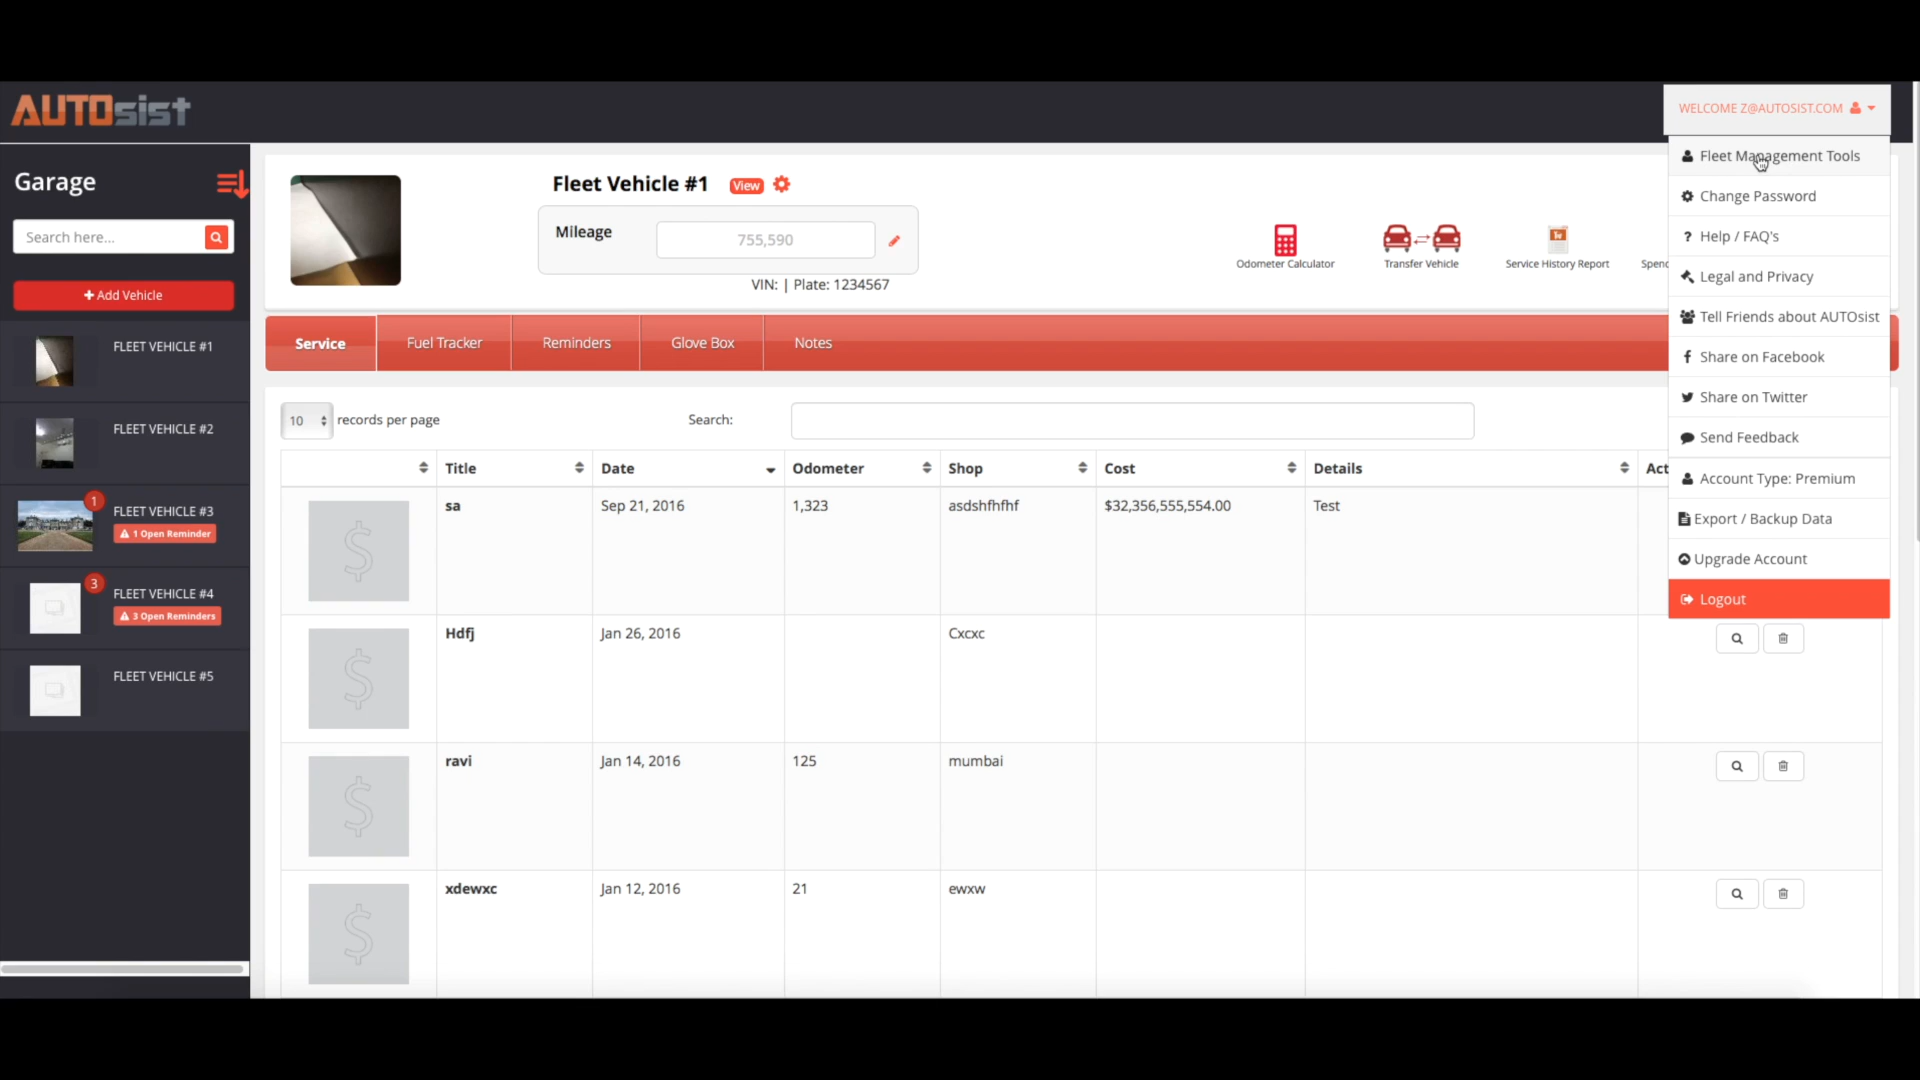 AUTOsist
WELCOME Z@AUTOSIST.COM
Garage
Search here...
Add Vehicle
FLEET VEHICLE #1
FLEET VEHICLE #2
1
FLEET VEHICLE #3
1 Open Reminder
3
FLEET VEHICLE #4
3 Open Reminders
FLEET VEHICLE #5
Fleet Vehicle #1 View
Mileage 755,590
VIN: | Plate: 1234567
Odometer Calculator
Transfer Vehicle
Service History Report
Fleet Management Tools
Change Password
? Help / FAQ's
Legal and Privacy
Tell Friends about AUTOsist
Share on Facebook
Share on Twitter
Send Feedback
Account Type: Premium
Export / Backup Data
Upgrade Account
Logout
Service Fuel Tracker Reminders Glove Box Notes
10 records per page Search:
Title Date Odometer Shop Cost Details
sa Sep 21, 2016 1,323 asdshfhfhf $32,356,555,554.00 Test
Hdfj Jan 26, 2016 Cxcxc
ravi Jan 14, 2016 125 mumbai
xdewxc Jan 12, 2016 21 ewxw